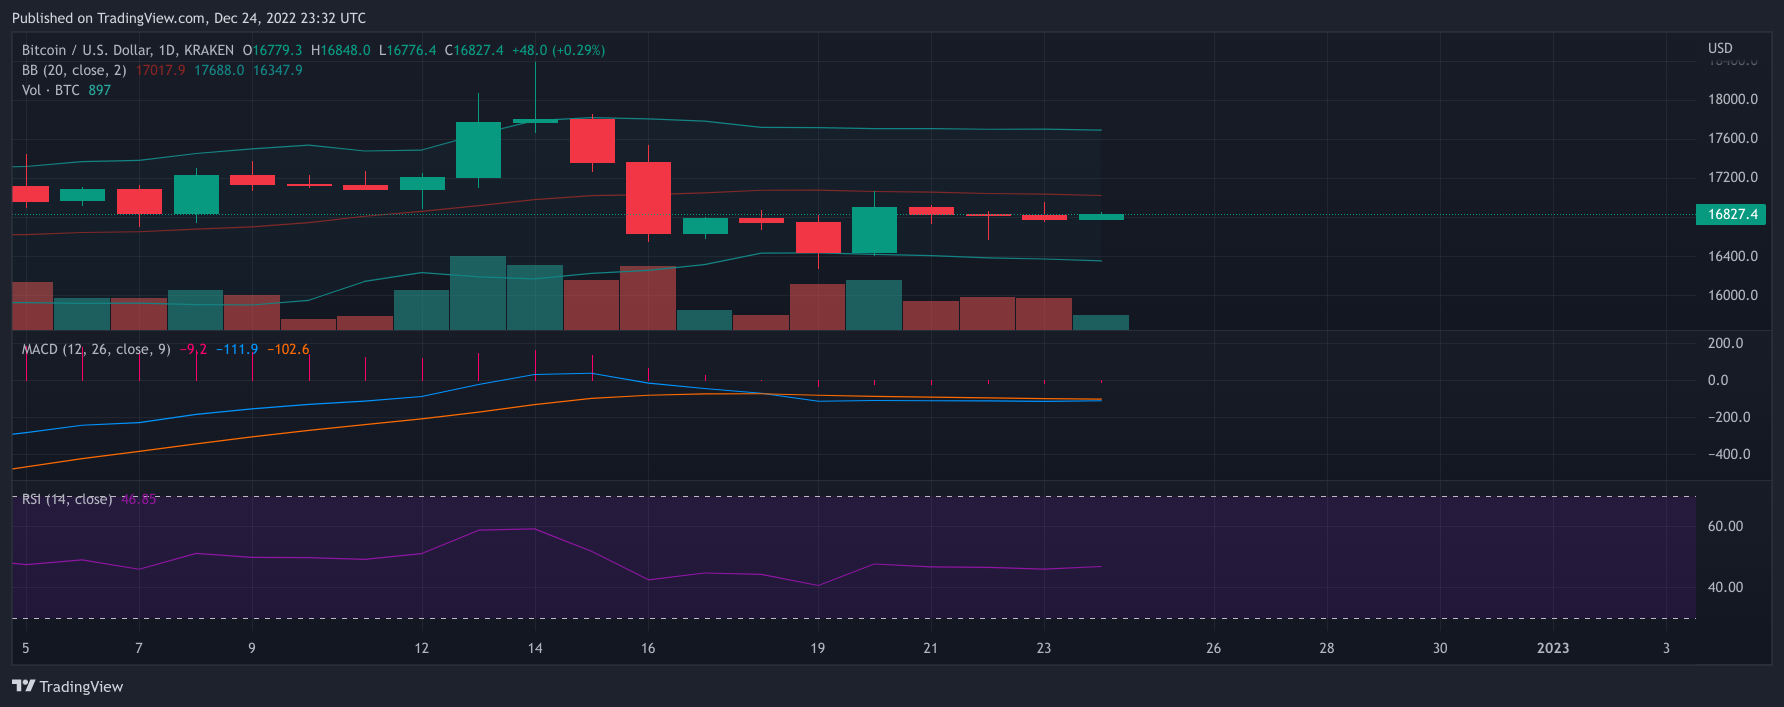 Published on TradingView.com, Dec 24, 2022 23:32 UTC
Bitcoin / U.S. Dollar, 1D, KRAKEN O16779.3 H16848.0 L16776.4 C16827.4 +48.0 (+0.29%)
BB (20, close, 2) 17017.9 17688.0 16347.9
Vol · BTC 897
USD
18400.0
18000.0
17600.0
17200.0
16827.4
16400.0
16000.0
MACD (12, 26, close, 9) −9.2 −111.9 −102.6
200.0
0.0
−200.0
−400.0
RSI (14, close) 46.85
60.00
40.00
5 7 9 12 14 16 19 21 23 26 28 30 2023 3
TradingView